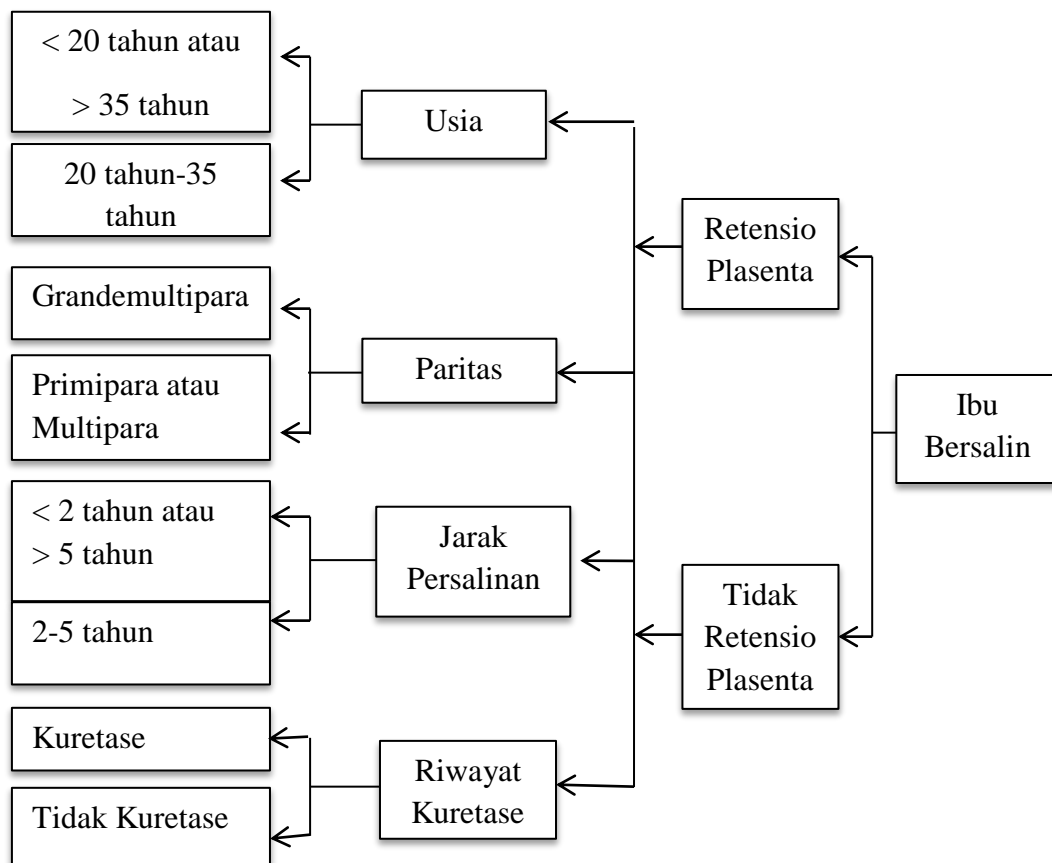 < 20 tahun atau
> 35 tahun
20 tahun-35
tahun
Usia
Retensio
Plasenta
Grandemultipara
Primipara atau
Multipara
Paritas
Ibu
Bersalin
< 2 tahun atau
> 5 tahun
2-5 tahun
Jarak
Persalinan
Tidak
Retensio
Plasenta
Kuretase
Tidak Kuretase
Riwayat
Kuretase